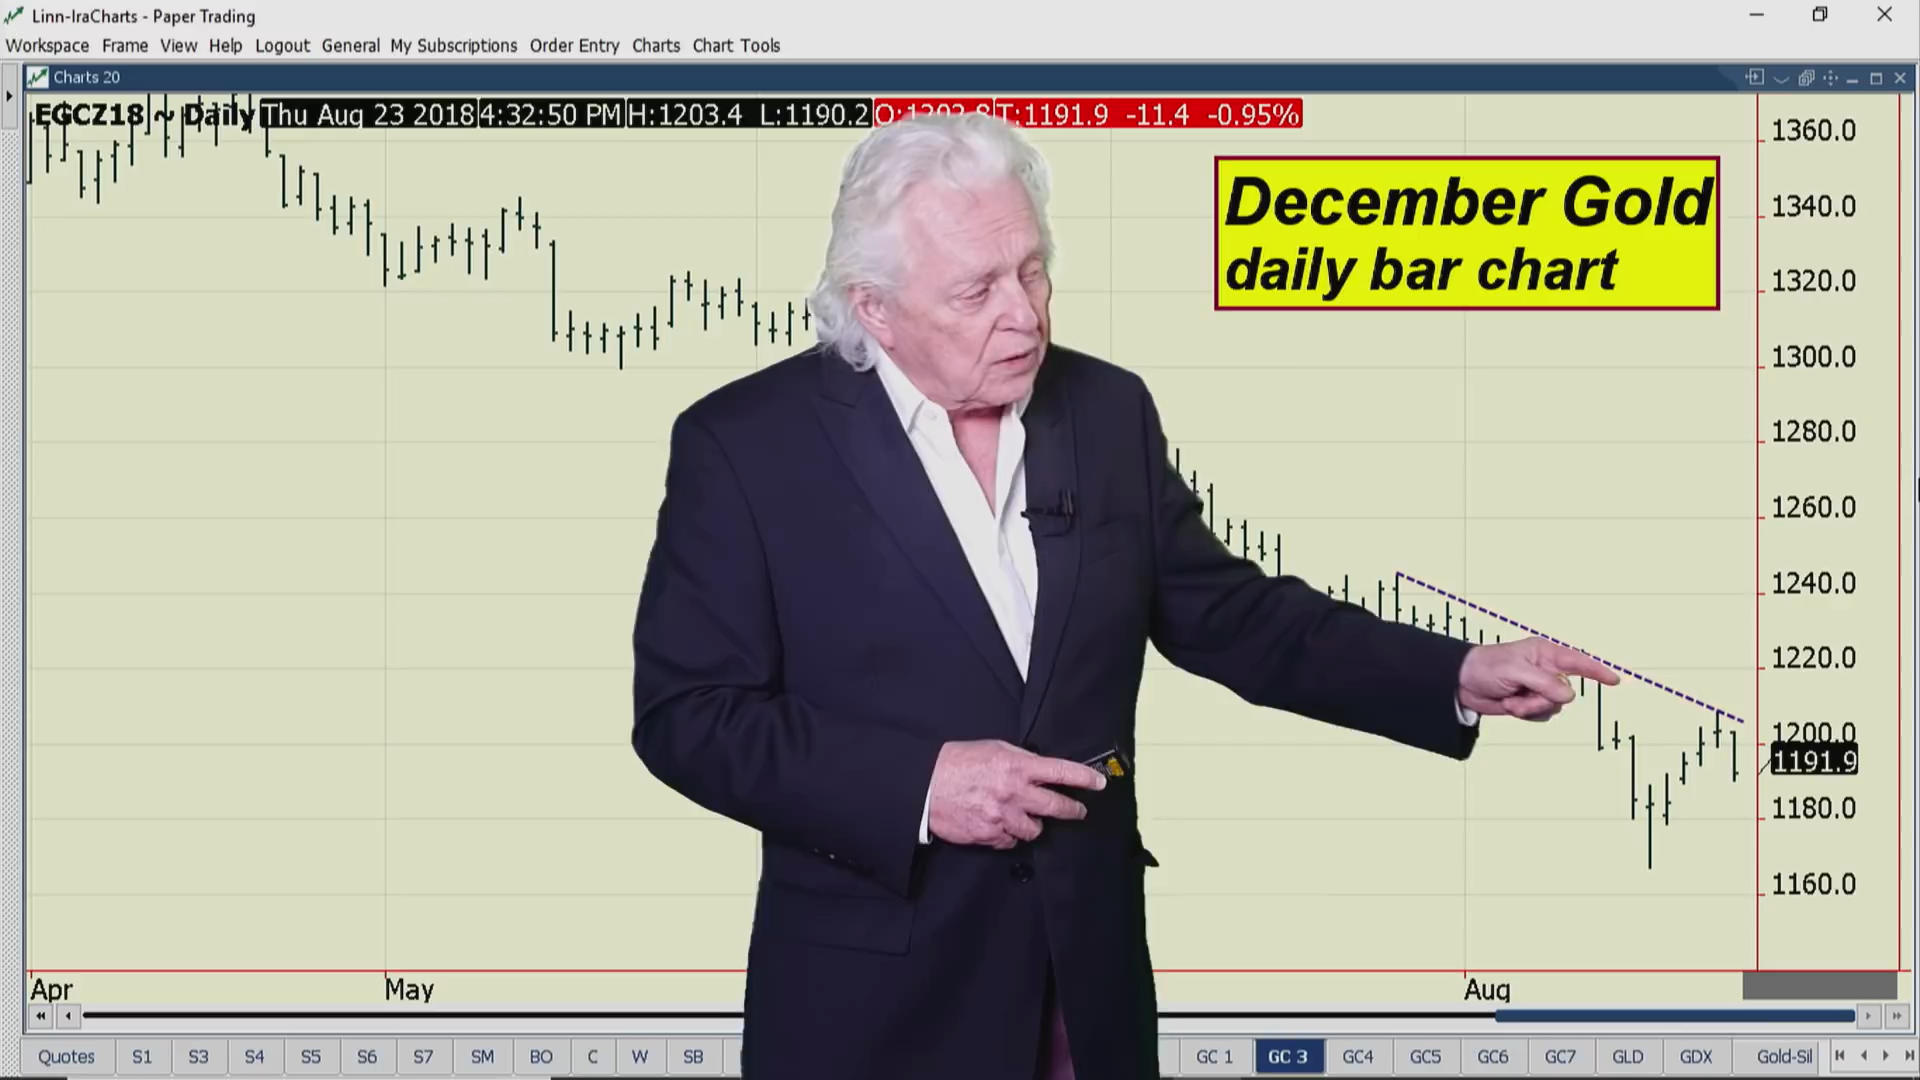 Linn-IraCharts - Paper Trading
Workspace Frame View Help Logout General My Subscriptions Order Entry Charts Chart Tools
Charts 20
EGCZ18 ~ Daily Thu Aug 23 2018 4:32:50 PM H:1203.4 L:1190.2 O:1202.8 T:1191.9 -11.4 -0.95%
1360.0
December Gold
1340.0
daily bar chart
1320.0
1300.0
1280.0
1260.0
1240.0
1220.0
1200.0
1191.9
1180.0
1160.0
Apr May Aug
Quotes S1 S3 S4 S5 S6 S7 SM BO C W SB GC 1 GC 3 GC4 GC5 GC6 GC7 GLD GDX Gold-Sil